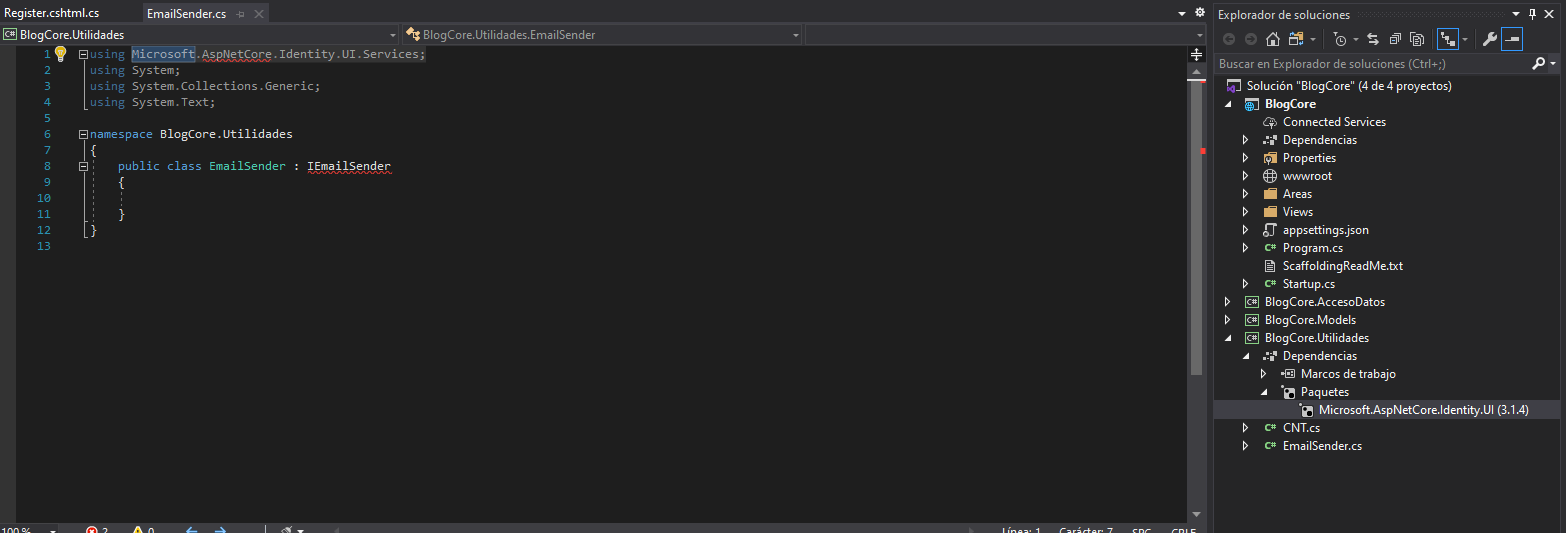 Register.cshtml.cs
EmailSender.cs
BlogCore.Utilidades
BlogCore.Utilidades.EmailSender
1 using Microsoft.AspNetCore.Identity.UI.Services;
2 using System;
3 using System.Collections.Generic;
4 using System.Text;
5
6 namespace BlogCore.Utilidades
7 {
8 public class EmailSender : IEmailSender
9 {
10
11 }
12 }
13
100 %
2
0
Línea: 1
Carácter: 7
SPC
CRLF
Explorador de soluciones
Buscar en Explorador de soluciones (Ctrl+;)
Solución "BlogCore" (4 de 4 proyectos)
BlogCore
Connected Services
Dependencias
Properties
wwwroot
Areas
Views
appsettings.json
C# Program.cs
ScaffoldingReadMe.txt
C# Startup.cs
C# BlogCore.AccesoDatos
C# BlogCore.Models
C# BlogCore.Utilidades
Dependencias
Marcos de trabajo
Paquetes
Microsoft.AspNetCore.Identity.UI (3.1.4)
C# CNT.cs
C# EmailSender.cs